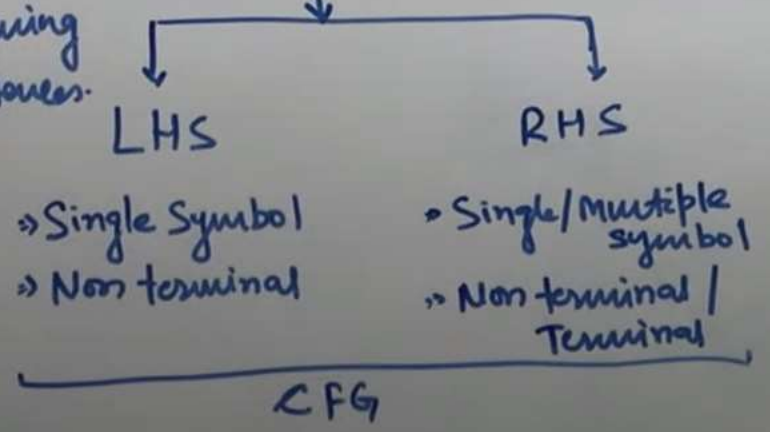 LHS
RHS
» Single Symbol
• Single/Multiple
symbol
» Non terminal
» Non terminal /
Terminal
CFG